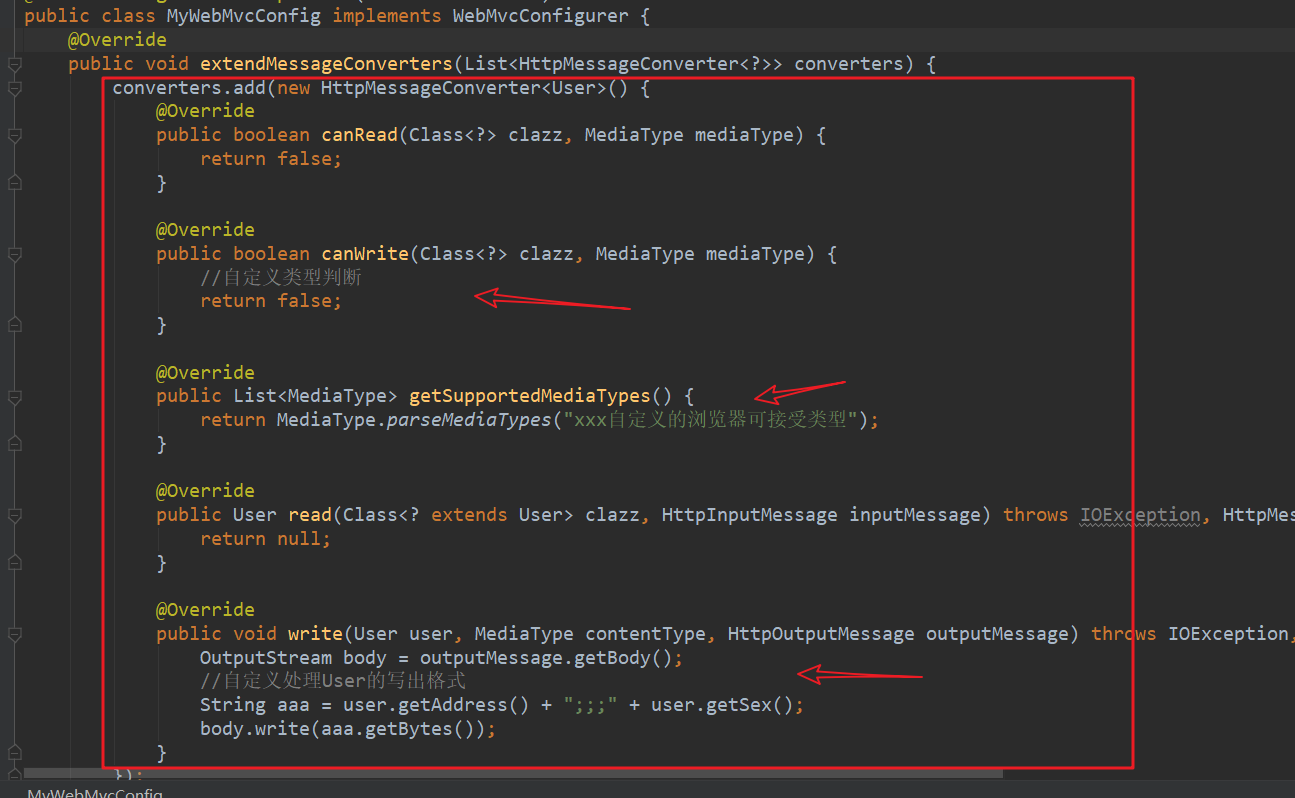 public class MyWebMvcConfig implements WebMvcConfigurer {
@Override
public void extendMessageConverters(List<HttpMessageConverter<?>> converters) {
converters.add(new HttpMessageConverter<User>() {
@Override
public boolean canRead(Class<?> clazz, MediaType mediaType) {
return false;
}
@Override
public boolean canWrite(Class<?> clazz, MediaType mediaType) {
//自定义类型判断
return false;
}
@Override
public List<MediaType> getSupportedMediaTypes() {
return MediaType.parseMediaTypes("xxx自定义的浏览器可接受类型");
}
@Override
public User read(Class<? extends User> clazz, HttpInputMessage inputMessage) throws IOException, HttpMes
return null;
}
@Override
public void write(User user, MediaType contentType, HttpOutputMessage outputMessage) throws IOException,
OutputStream body = outputMessage.getBody();
//自定义处理User的写出格式
String aaa = user.getAddress() + ";;;" + user.getSex();
body.write(aaa.getBytes());
}
});
MyWebMvcConfig